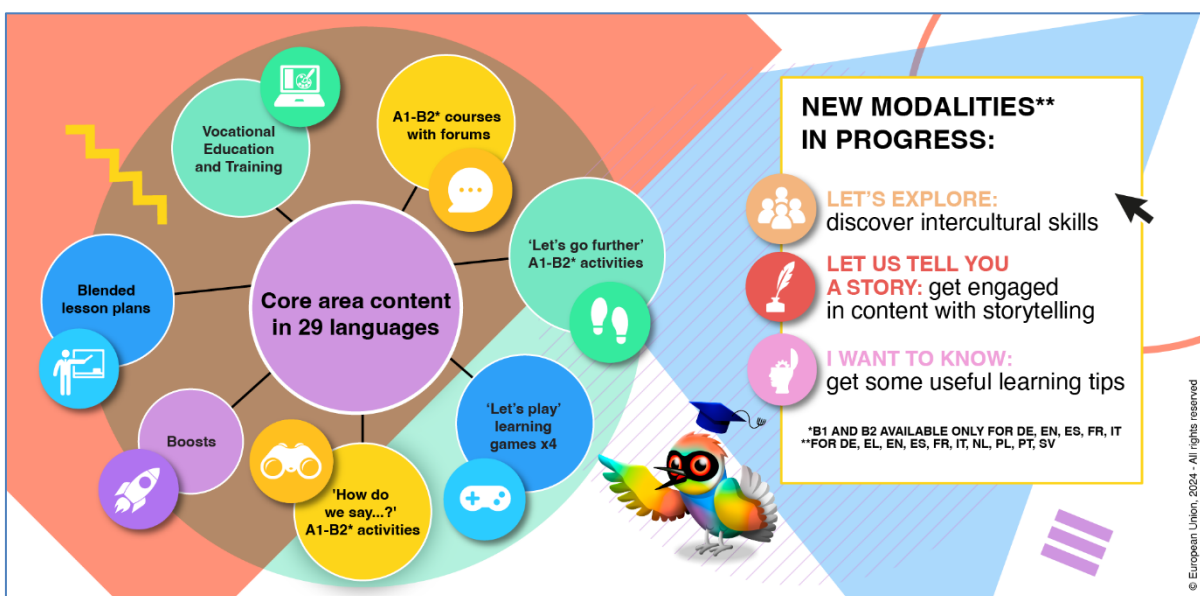 Vocational
Education
and Training
A1-B2* courses
with forums
'Let's go further'
A1-B2* activities
Blended
lesson plans
Core area content
in 29 languages
Boosts
'How do
we say...?'
A1-B2* activities
'Let's play'
learning
games x4
NEW MODALITIES**
IN PROGRESS:
LET'S EXPLORE:
discover intercultural skills
LET US TELL YOU
A STORY: get engaged
in content with storytelling
I WANT TO KNOW:
get some useful learning tips
*B1 AND B2 AVAILABLE ONLY FOR DE, EN, ES, FR, IT
**FOR DE, EL, EN, ES, FR, IT, NL, PL, PT, SV
© European Union, 2024 - All rights reserved